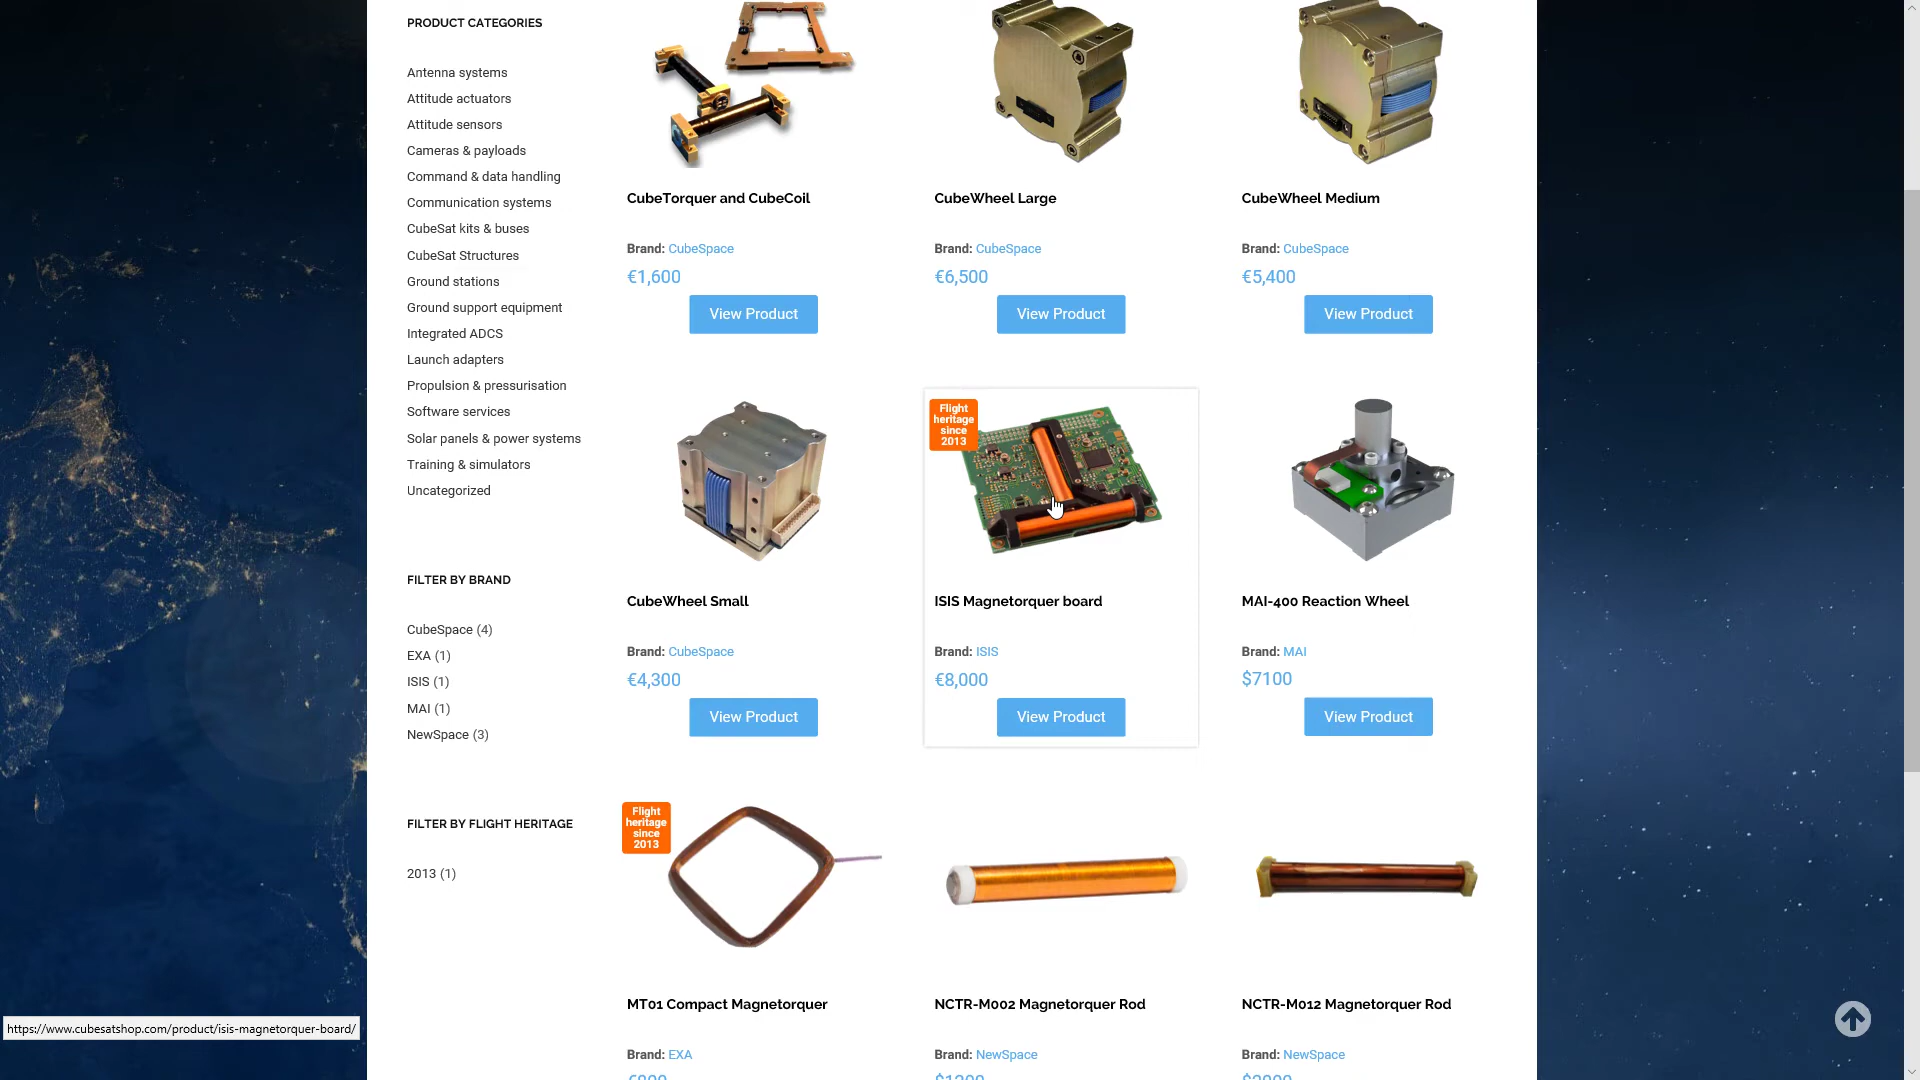 PRODUCT CATEGORIES
Antenna systems
Attitude actuators
Attitude sensors
Cameras & payloads
Command & data handling
Communication systems
CubeSat kits & buses
CubeSat Structures
Ground stations
Ground support equipment
Integrated ADCS
Launch adapters
Propulsion & pressurisation
Software services
Solar panels & power systems
Training & simulators
Uncategorized
FILTER BY BRAND
CubeSpace (4)
EXA (1)
ISIS (1)
MAI (1)
NewSpace (3)
FILTER BY FLIGHT HERITAGE
2013 (1)
CubeTorquer and CubeCoil
Brand: CubeSpace
€1,600
View Product
CubeWheel Large
Brand: CubeSpace
€6,500
View Product
CubeWheel Medium
Brand: CubeSpace
€5,400
View Product
CubeWheel Small
Brand: CubeSpace
€4,300
View Product
Flight
heritage
since
2013
ISIS Magnetorquer board
Brand: ISIS
€8,000
View Product
MAI-400 Reaction Wheel
Brand: MAI
$7100
View Product
Flight
heritage
since
2013
MT01 Compact Magnetorquer
Brand: EXA
NCTR-M002 Magnetorquer Rod
Brand: NewSpace
NCTR-M012 Magnetorquer Rod
Brand: NewSpace
https://www.cubesatshop.com/product/isis-magnetorquer-board/